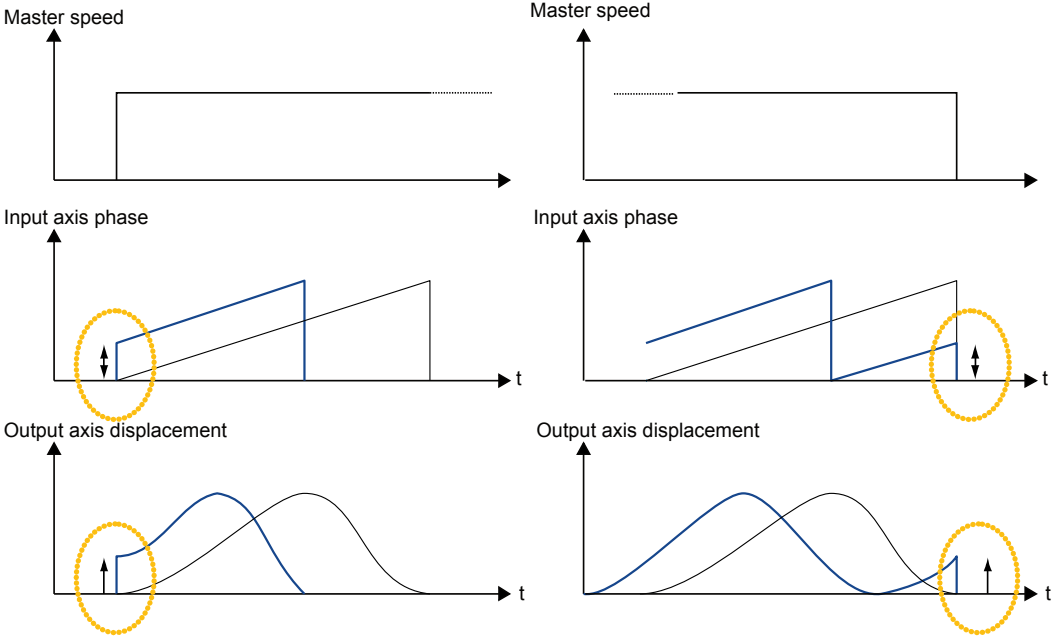 Master speed
Master speed
Input axis phase
Input axis phase
t
t
Output axis displacement
Output axis displacement
t
t